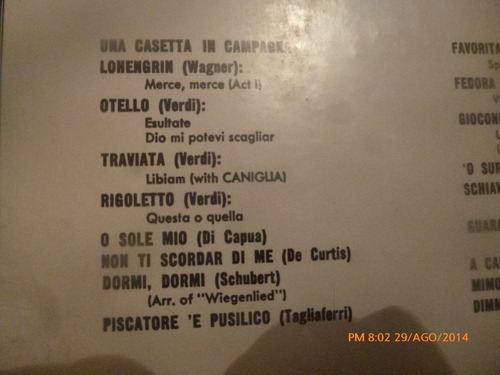 UNA CASETTA IN
LOHENGRIN (Wagner):
Merce, merce (Act I)
OTELLO (Verdi):
Esultate
Dio mi potevi scagliar
TRAVIATA (Verdi):
Libiam (with CANIGLIA)
RIGOLETTO (Verdi):
Questa o quella
O SOLE MIO (Di Capua)
NON TI SCORDAR DI ME (De Curtis)
DORMI, DORMI (Schubert)
(Arr. of "Wiegenlied")
PISCATORE 'E PUSILICO (Tagliaferri)
FAVORITA
Sp
FEDORA
GIOCON
'O SUR
SCHIAV
GUARA
A CA
MIMO
DIMM
PM 8:02 29/AGO/2014